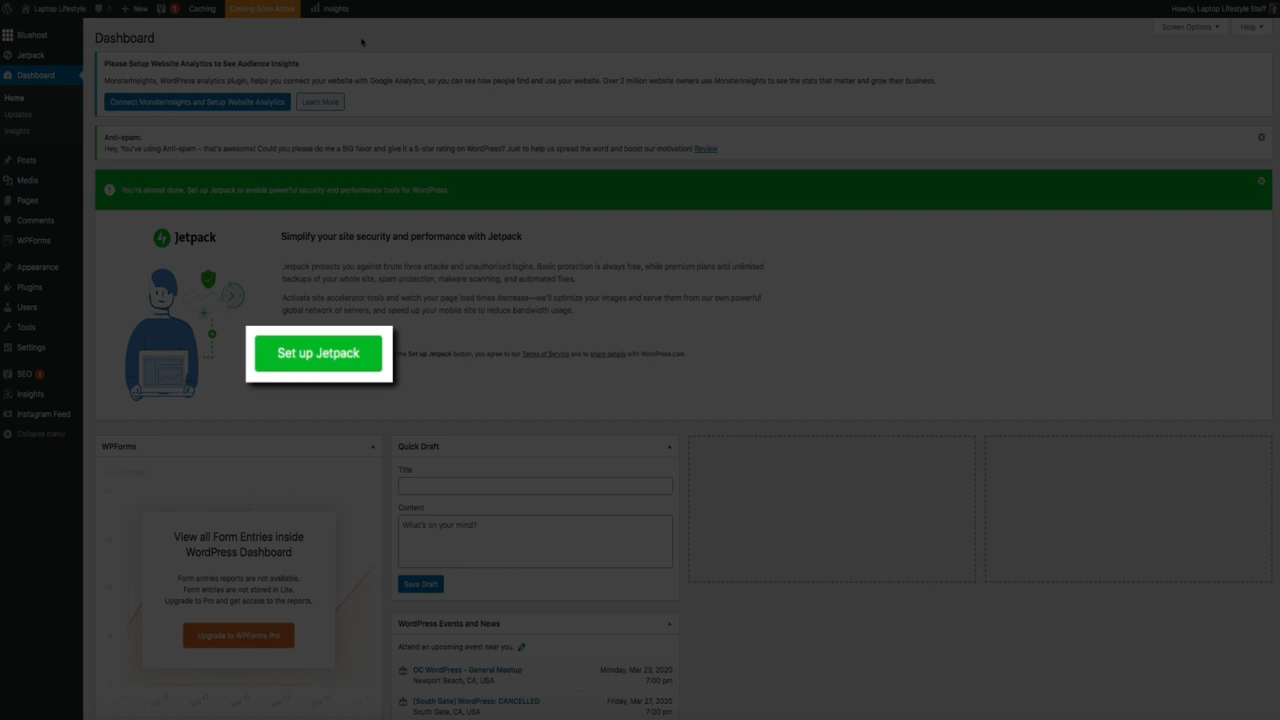 Laptop Lifestyle
0
New
1
Caching
Coming Soon Active
Insights
Howdy, Laptop Lifestyle Staff
Screen Options
Help
Bluehost
Jetpack
Dashboard
Home
Updates
Insights
Posts
Media
Pages
Comments
WPForms
Appearance
Plugins
Users
Tools
Settings
SEO 1
Insights
Instagram Feed
Collapse menu
Dashboard
Please Setup Website Analytics to See Audience Insights
MonsterInsights, WordPress analytics plugin, helps you connect your website with Google Analytics, so you can see how people find and use your website. Over 2 million website owners use MonsterInsights to see the stats that matter and grow their business.
Connect MonsterInsights and Setup Website Analytics
Learn More
Anti-spam:
Hey, You've using Anti-spam – that's awesome! Could you please do me a BIG favor and give it a 5-star rating on WordPress? Just to help us spread the word and boost our motivation! Review
You're almost done. Set up Jetpack to enable powerful security and performance tools for WordPress.
Jetpack
Simplify your site security and performance with Jetpack
Jetpack protects you against brute force attacks and unauthorized logins. Basic protection is always free, while premium plans add unlimited
backups of your whole site, spam protection, malware scanning, and automated fixes.
Activate site accelerator tools and watch your page load times decrease—we'll optimize your images and serve them from our own powerful
global network of servers, and speed up your mobile site to reduce bandwidth usage.
Set up Jetpack
the Set up Jetpack button, you agree to our Terms of Service and to share details with WordPress.com.
WPForms
View all Form Entries inside
WordPress Dashboard
Form entries reports are not available.
Form entries are not stored in Lite.
Upgrade to Pro and get access to the reports.
Upgrade to WPForms Pro
Mar 17
Mar 18
Mar 19
Quick Draft
Title
Content
What's on your mind?
Save Draft
WordPress Events and News
Attend an upcoming event near you.
OC WordPress - General Meetup
Newport Beach, CA, USA
Monday, Mar 23, 2020
7:00 pm
[South Gate] WordPress: CANCELLED
South Gate, CA, USA
Friday, Mar 27, 2020
7:00 pm